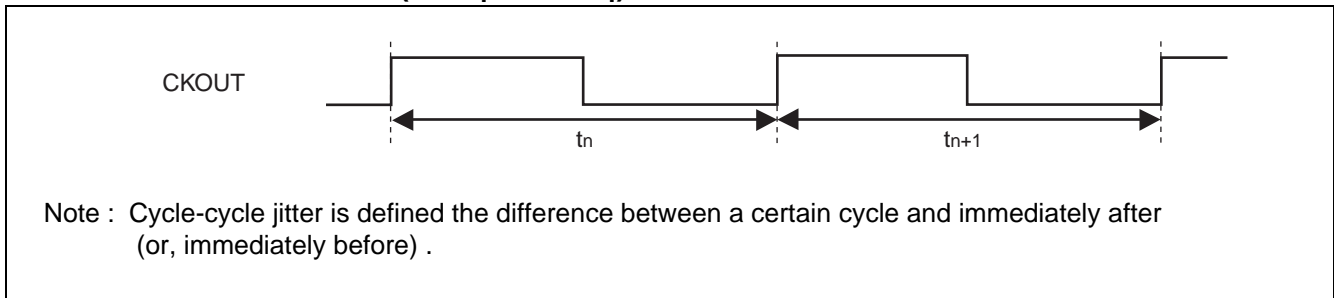 CKOUT
tn
tn+1
Note : Cycle-cycle jitter is defined the difference between a certain cycle and immediately after
(or, immediately before) .